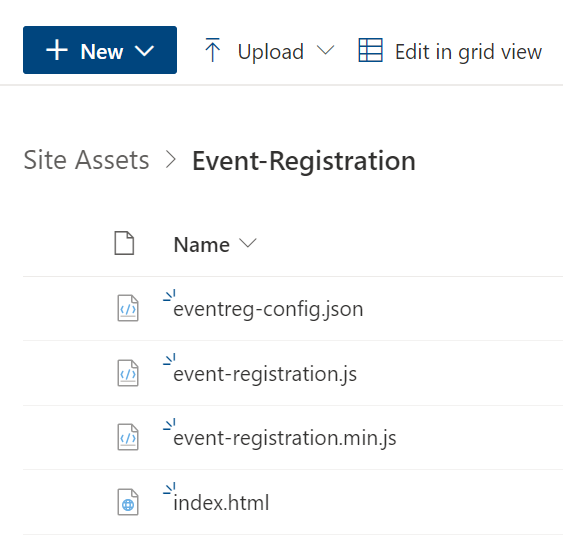 New Upload Edit in grid view
Site Assets > Event-Registration
Name
eventreg-config.json
event-registration.js
event-registration.min.js
index.html